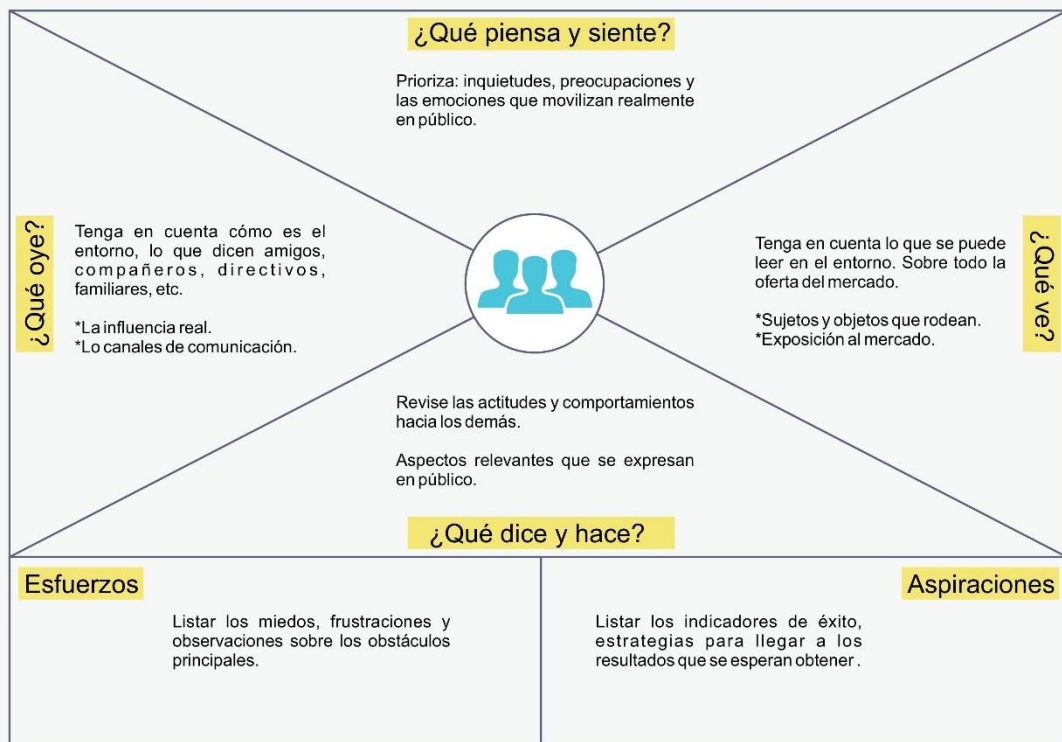 ¿Qué piensa y siente?
Prioriza: inquietudes, preocupaciones y
las emociones que movilizan realmente
en público.
¿Qué oye?
Tenga en cuenta cómo es el
entorno, lo que dicen amigos,
compañeros, directivos,
familiares, etc.
*La influencia real.
*Lo canales de comunicación.
Tenga en cuenta lo que se puede
leer en el entorno. Sobre todo la
oferta del mercado.
*Sujetos y objetos que rodean.
*Exposición al mercado.
¿Qué ve?
Revise las actitudes y comportamientos
hacia los demás.
Aspectos relevantes que se expresan
en público.
¿Qué dice y hace?
Esfuerzos
Listar los miedos, frustraciones y
observaciones sobre los obstáculos
principales.
Aspiraciones
Listar los indicadores de éxito,
estrategias para llegar a los
resultados que se esperan obtener .